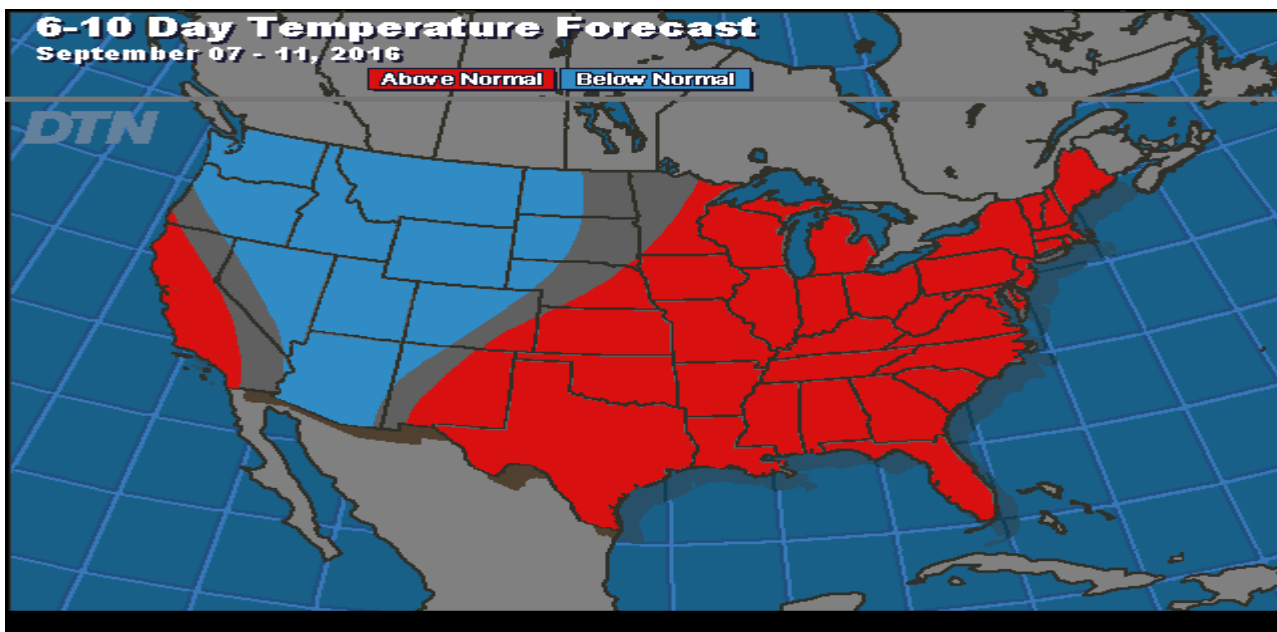 6-10 Day Temperature Forecast
September 07 - 11, 2016
Above Normal Below Normal
DTN